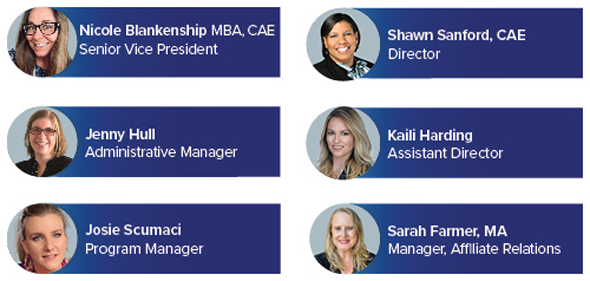 Nicole Blankenship MBA, CAE
Senior Vice President
Shawn Sanford, CAE
Director
Jenny Hull
Administrative Manager
Kaili Harding
Assistant Director
Josie Scumaci
Program Manager
Sarah Farmer, MA
Manager, Affiliate Relations